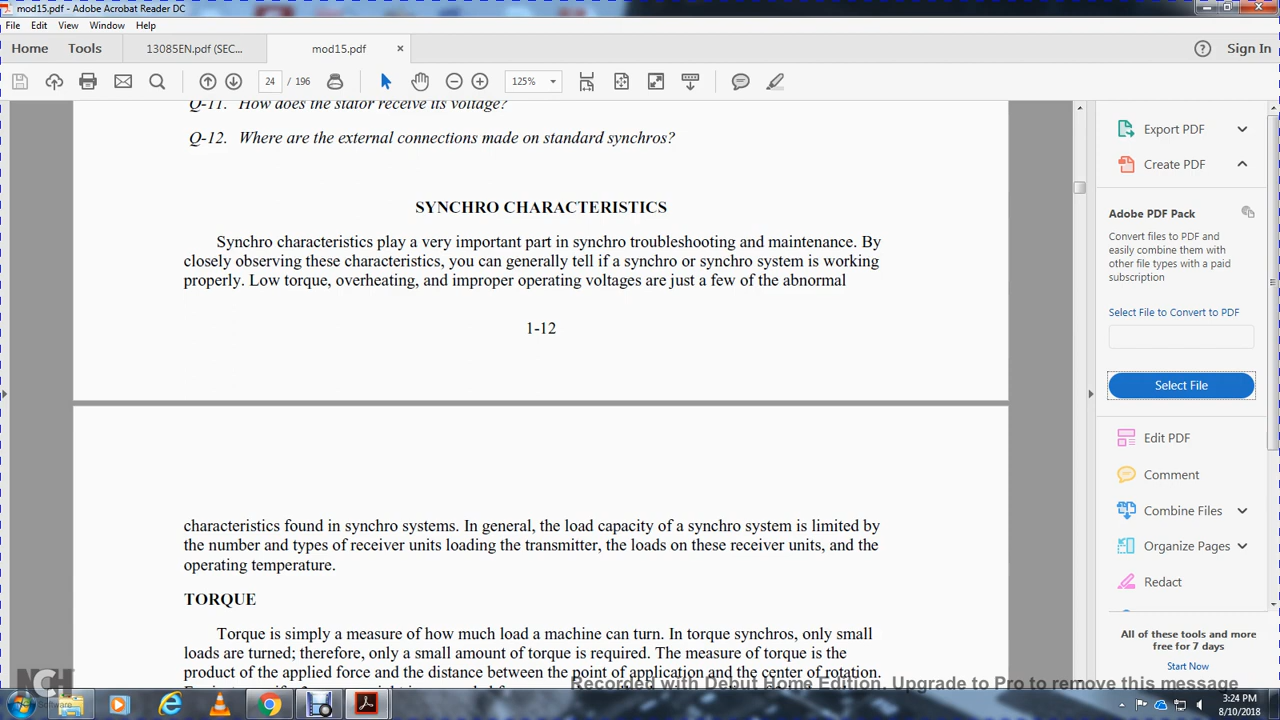 mod15.pdf - Adobe Acrobat Reader DC
File Edit View Window Help
Home Tools 13085EN.pdf (SEC... mod15.pdf × Sign In
24 / 196 125%
Q-11. How does the stator receive its voltage?
Q-12. Where are the external connections made on standard synchros?
SYNCHRO CHARACTERISTICS
Synchro characteristics play a very important part in synchro troubleshooting and maintenance. By
closely observing these characteristics, you can generally tell if a synchro or synchro system is working
properly. Low torque, overheating, and improper operating voltages are just a few of the abnormal
1-12
characteristics found in synchro systems. In general, the load capacity of a synchro system is limited by
the number and types of receiver units loading the transmitter, the loads on these receiver units, and the
operating temperature.
TORQUE
Torque is simply a measure of how much load a machine can turn. In torque synchros, only small
loads are turned; therefore, only a small amount of torque is required. The measure of torque is the
product of the applied force and the distance between the point of application and the center of rotation.
Export PDF
Create PDF
Adobe PDF Pack
Convert files to PDF and
easily combine them with
other file types with a paid
subscription
Select File to Convert to PDF
Select File
Edit PDF
Comment
Combine Files
Organize Pages
Redact
All of these tools and more
free for 7 days
Start Now
Recorded with Debut Home Edition. Upgrade to Pro to remove this message
NCH
Software
3:24 PM
8/10/2018